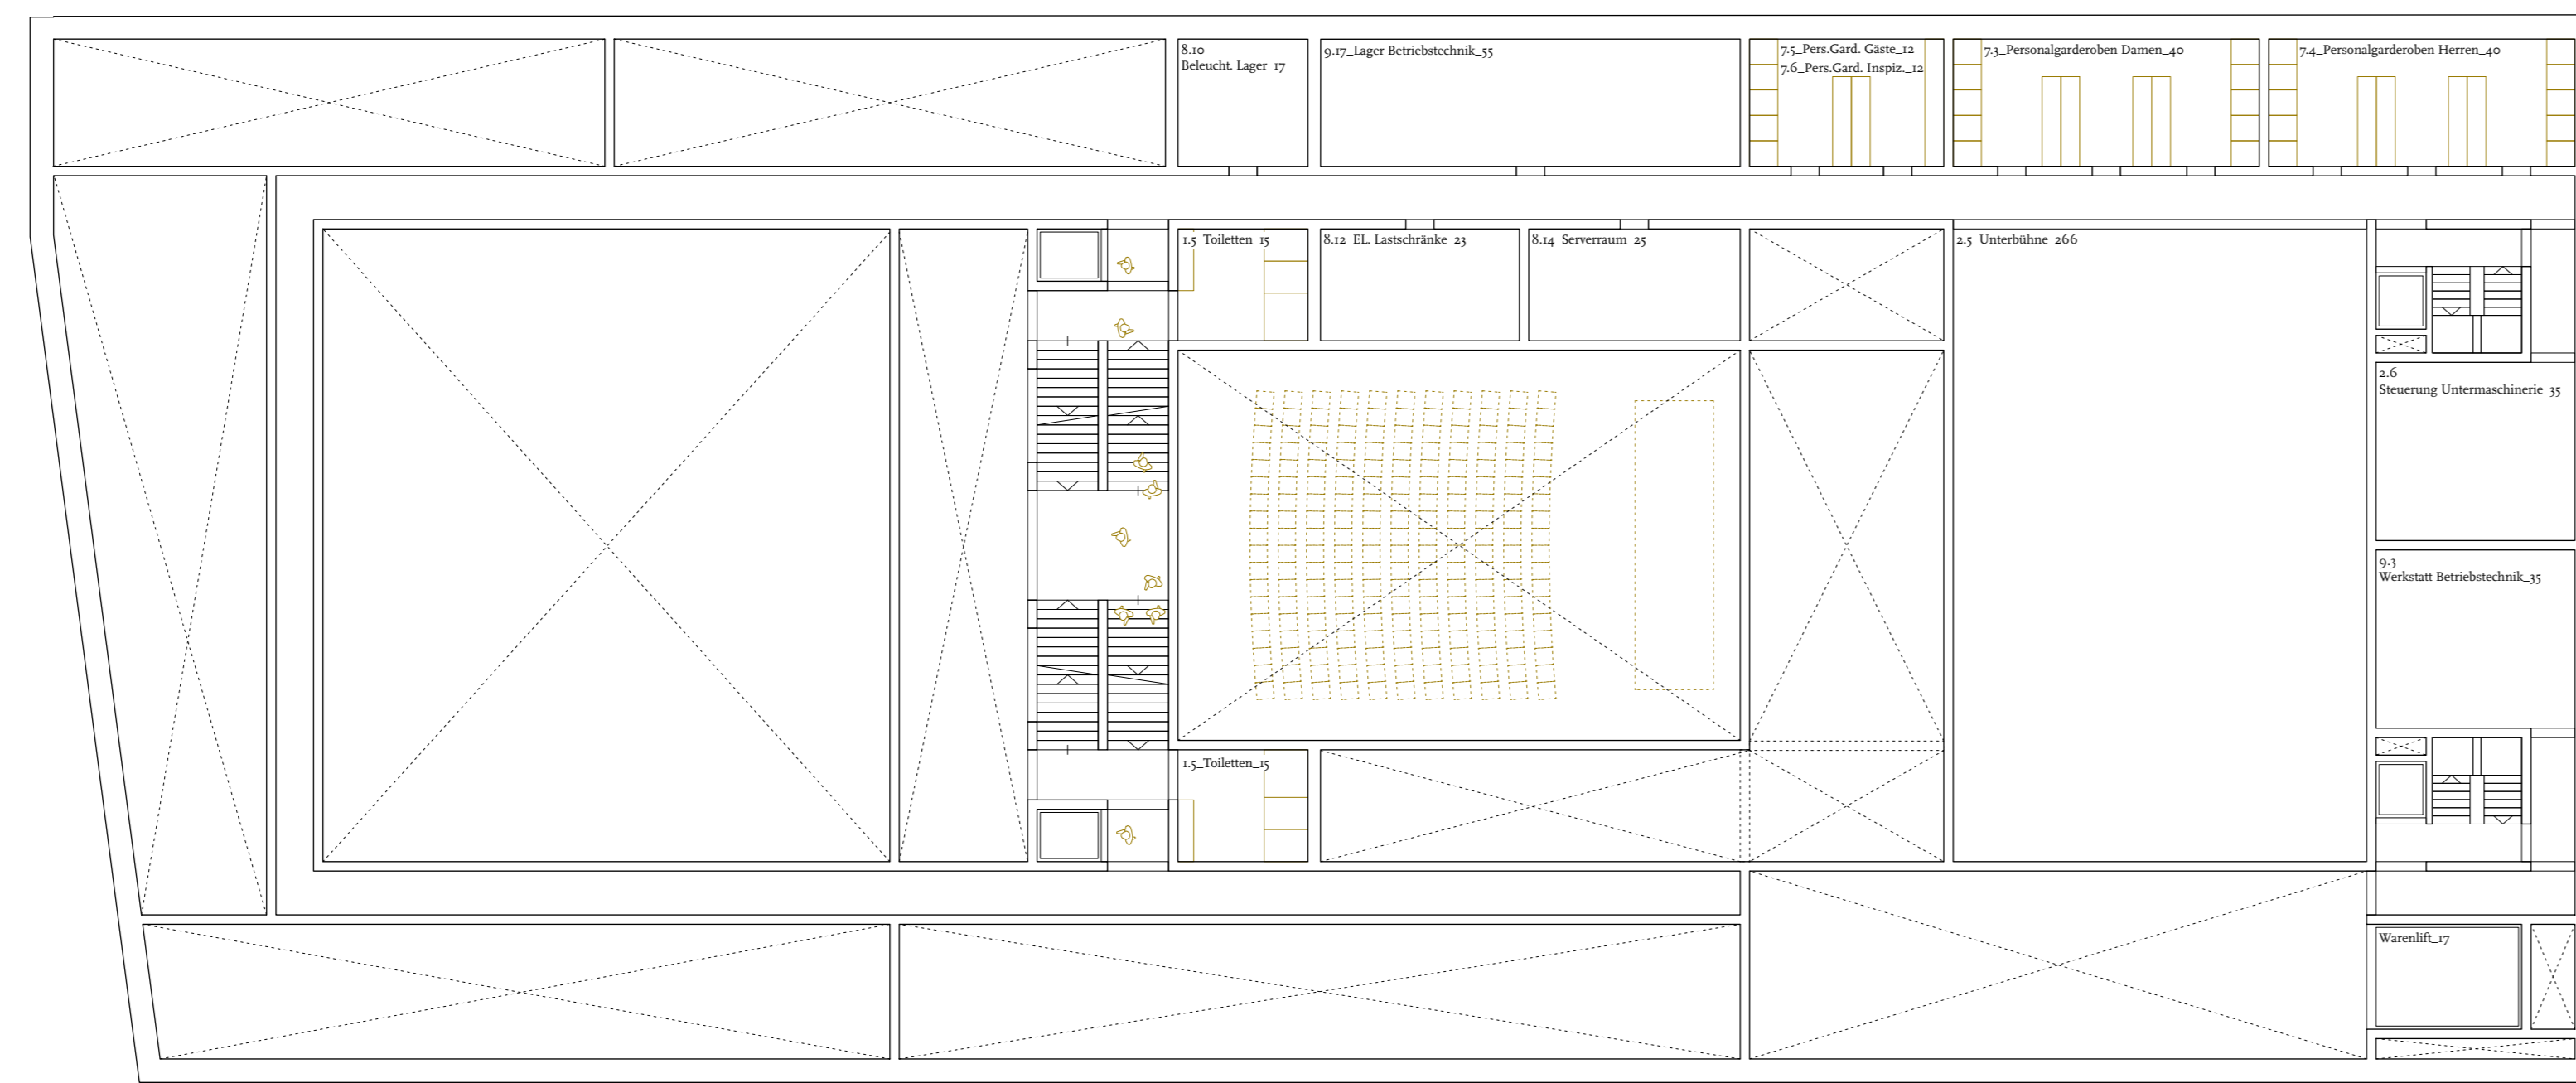 8.10
Beleucht. Lager_17
9.17_Lager Betriebstechnik_55
7.5_Pers.Gard. Gäste_12
7.6_Pers.Gard. Inspiz._12
7.3_Personalgarderoben Damen_40
7.4_Personalgarderoben Herren_40
1.5_Toiletten_15
8.12_EL. Lastschränke_23
8.14_Serverraum_25
2.5_Unterbühne_266
2.6
Steuerung Untermaschinerie_35
9.3
Werkstatt Betriebstechnik_35
1.5_Toiletten_15
Warenlift_17